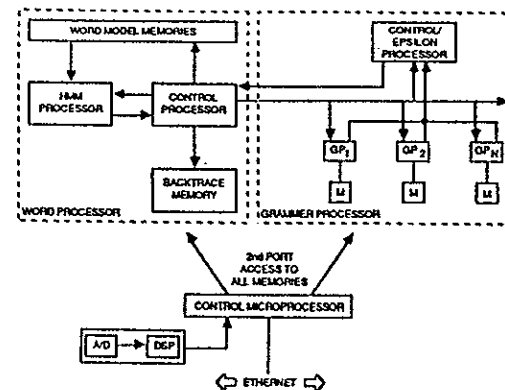 WORD MODEL MEMORIES
HMM
PROCESSOR
CONTROL
PROCESSOR
BACKTRACE
MEMORY
WORD PROCESSOR
CONTROL/
EPSILON
PROCESSOR
GP1
GP2
GPN
M
M
M
GRAMMER PROCESSOR
2nd PORT
ACCESS TO
ALL MEMORIES
CONTROL MICROPROCESSOR
A/D
DSP
ETHERNET